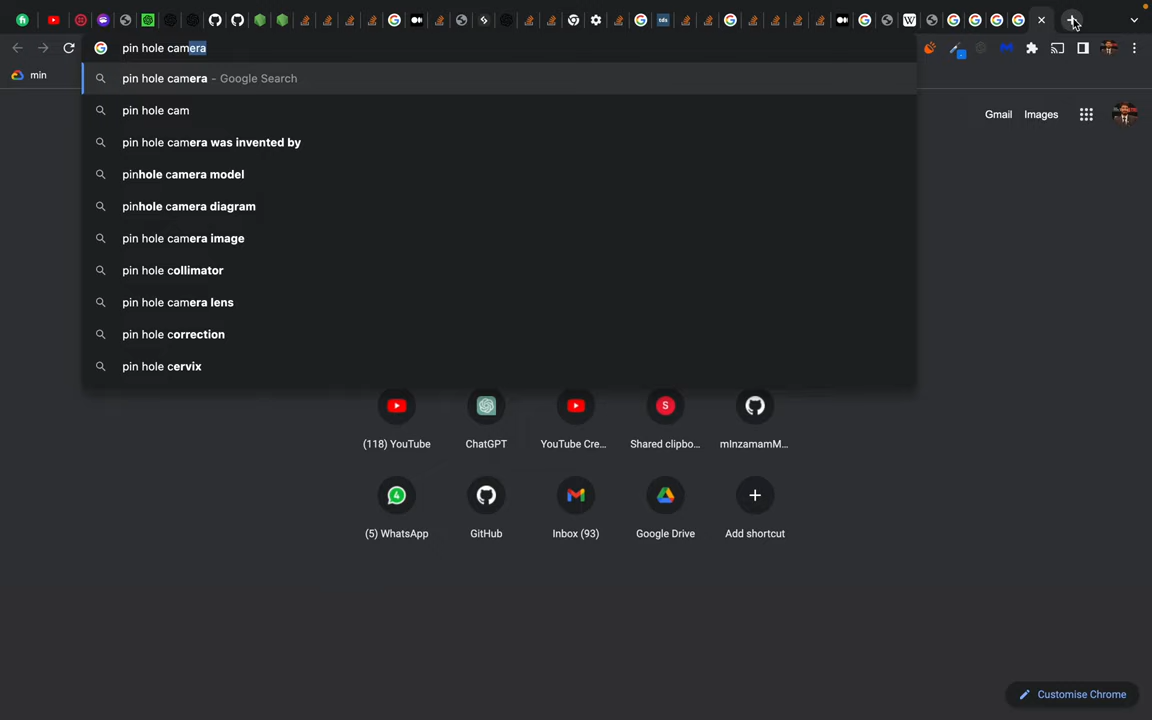 pin hole camera
min
pin hole camera - Google Search
pin hole cam
Gmail Images
pin hole camera was invented by
pinhole camera model
pinhole camera diagram
pin hole camera image
pin hole collimator
pin hole camera lens
pin hole correction
pin hole cervix
(118) YouTube ChatGPT YouTube Cre... Shared clipbo... mInzamamM...
(5) WhatsApp GitHub Inbox (93) Google Drive Add shortcut
Customise Chrome